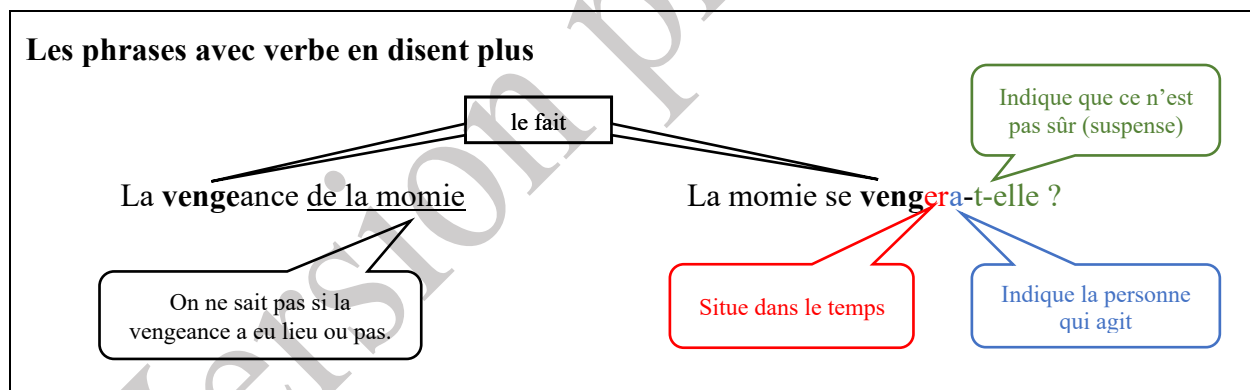 Les phrases avec verbe en disent plus
le fait
Indique que ce n'est
pas sûr (suspense)
La vengeance de la momie
La momie se vengera-t-elle ?
On ne sait pas si la
vengeance a eu lieu ou pas.
Situe dans le temps
Indique la personne
qui agit
Version p